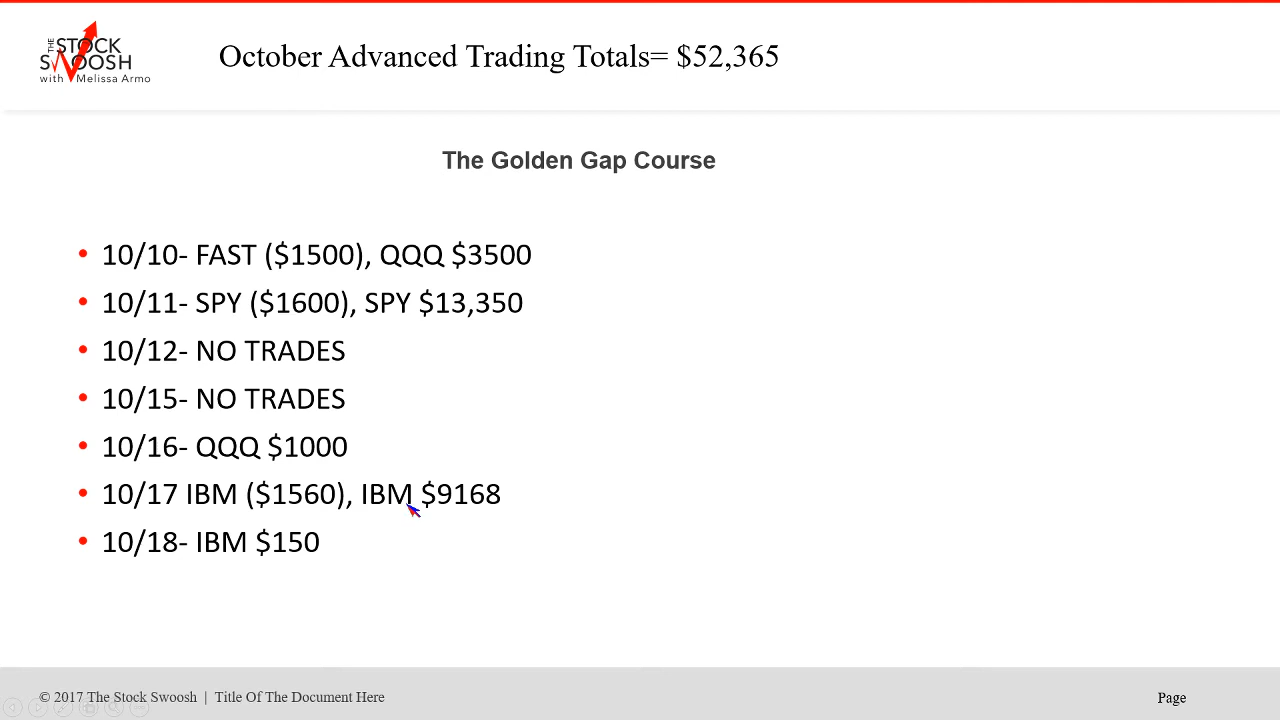 THE STOCK
SWOOSH
with Melissa Armo
October Advanced Trading Totals= $52,365
The Golden Gap Course
• 10/10- FAST ($1500), QQQ $3500
• 10/11- SPY ($1600), SPY $13,350
• 10/12- NO TRADES
• 10/15- NO TRADES
• 10/16- QQQ $1000
• 10/17 IBM ($1560), IBM $9168
• 10/18- IBM $150
© 2017 The Stock Swoosh | Title Of The Document Here
Page